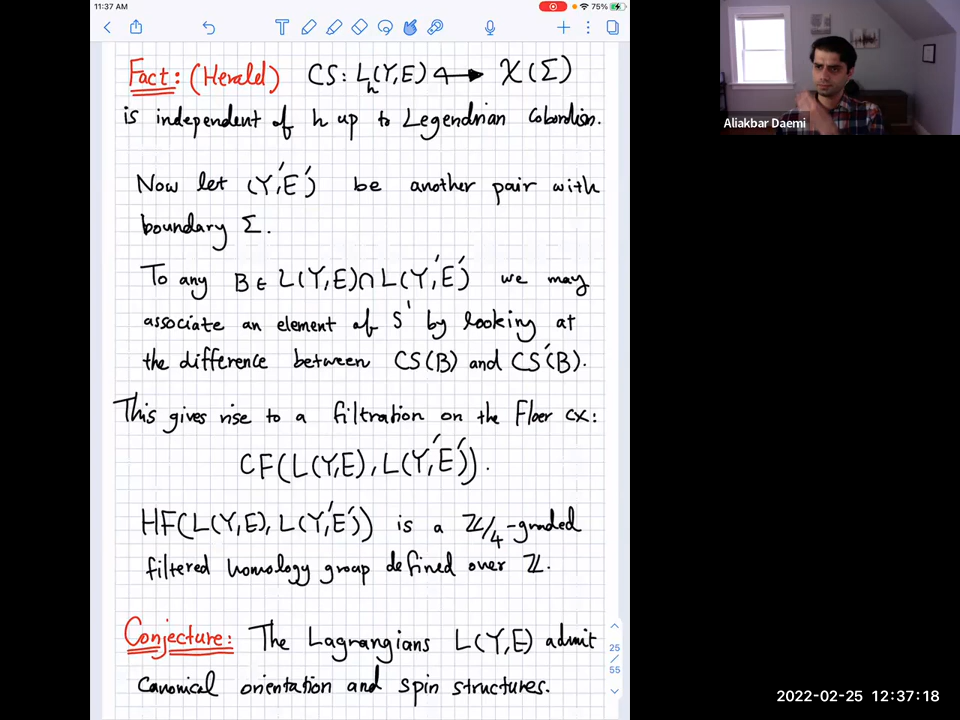 11:37 AM
75%
Fact: (Herald) CS: L_h(Y,E) ↔ χ(Σ)
is independent of h up to Legendrian Cobordism.
Now let (Y',E') be another pair with
boundary Σ.
To any B ∈ L(Y,E) ∩ L(Y',E') we may
associate an element of S¹ by looking at
the difference between CS(B) and CS'(B).
This gives rise to a filtration on the Floer cx:
CF(L(Y,E), L(Y',E')).
HF(L(Y,E), L(Y',E')) is a ℤ/4-graded
filtered homology group defined over ℤ.
Conjecture: The Lagrangians L(Y,E) admit
Canonical orientation and spin structures.
25
/
55
Aliakbar Daemi
2022-02-25 12:37:18